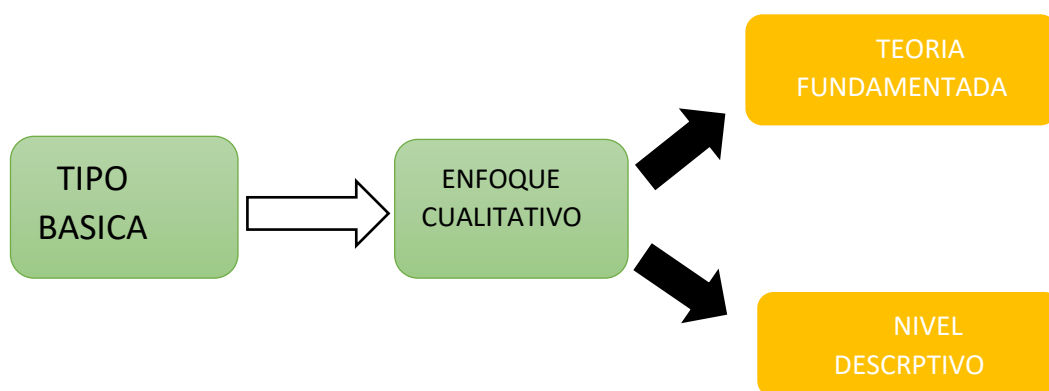 TIPO
BASICA
ENFOQUE
CUALITATIVO
TEORIA
FUNDAMENTADA
NIVEL
DESCRPTIVO